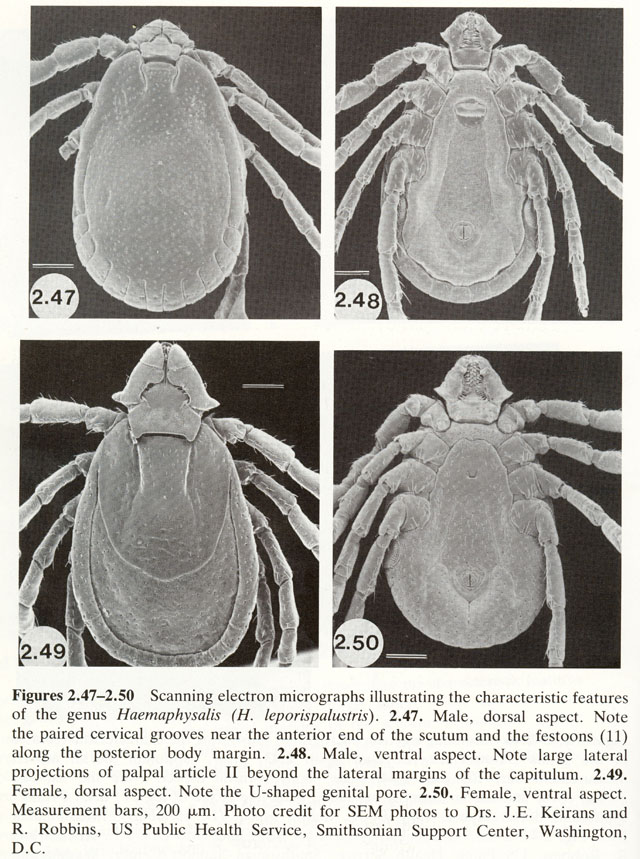 2.47
2.48
2.49
2.50
Figures 2.47–2.50 Scanning electron micrographs illustrating the characteristic features
of the genus Haemaphysalis (H. leporispalustris). 2.47. Male, dorsal aspect. Note
the paired cervical grooves near the anterior end of the scutum and the festoons (11)
along the posterior body margin. 2.48. Male, ventral aspect. Note large lateral
projections of palpal article II beyond the lateral margins of the capitulum. 2.49.
Female, dorsal aspect. Note the U-shaped genital pore. 2.50. Female, ventral aspect.
Measurement bars, 200 μm. Photo credit for SEM photos to Drs. J.E. Keirans and
R. Robbins, US Public Health Service, Smithsonian Support Center, Washington,
D.C.